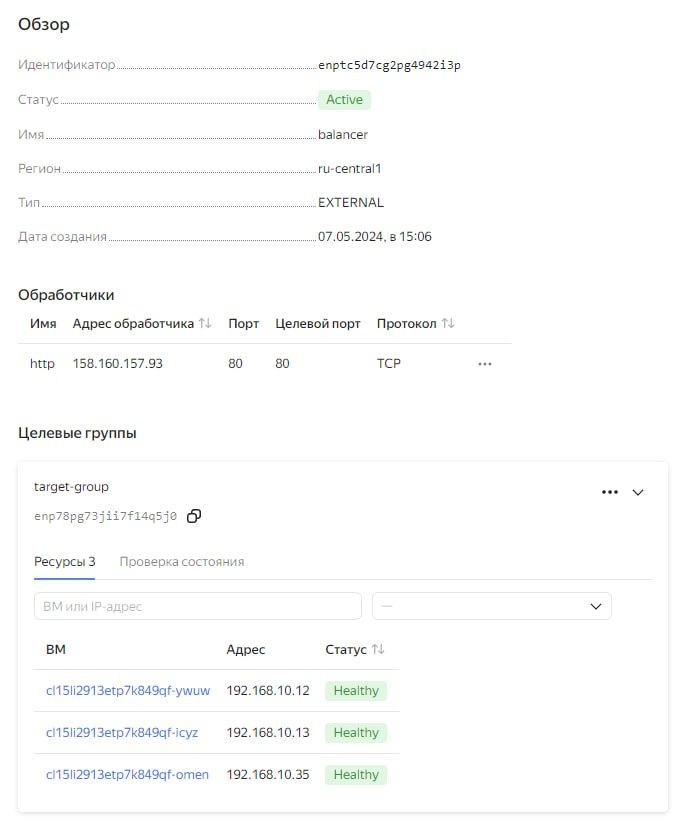 Обзор
Идентификатор enptc5d7cg2pg4942i3p
Статус Active
Имя balancer
Регион ru-central1
Тип EXTERNAL
Дата создания 07.05.2024, в 15:06
Обработчики
Имя Адрес обработчика Порт Целевой порт Протокол
http 158.160.157.93 80 80 TCP
Целевые группы
target-group
enp78pg73jii7f14q5j0
Ресурсы 3 Проверка состояния
ВМ или IP-адрес —
ВМ Адрес Статус
cl15li2913etp7k849qf-ywuw 192.168.10.12 Healthy
cl15li2913etp7k849qf-icyz 192.168.10.13 Healthy
cl15li2913etp7k849qf-omen 192.168.10.35 Healthy